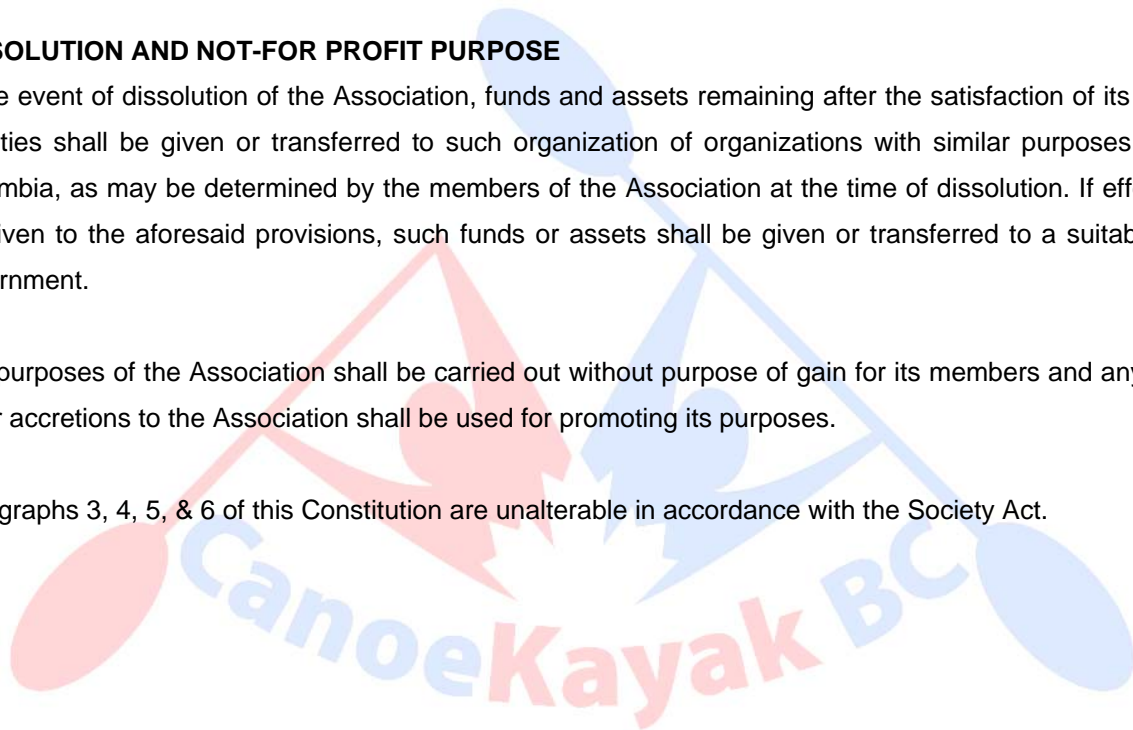 SOLUTION AND NOT-FOR PROFIT PURPOSE
e event of dissolution of the Association, funds and assets remaining after the satisfaction of its
ties shall be given or transferred to such organization of organizations with similar purposes
mbia, as may be determined by the members of the Association at the time of dissolution. If eff
iven to the aforesaid provisions, such funds or assets shall be given or transferred to a suitab
rnment.
purposes of the Association shall be carried out without purpose of gain for its members and any
r accretions to the Association shall be used for promoting its purposes.
graphs 3, 4, 5, & 6 of this Constitution are unalterable in accordance with the Society Act.
CanoeKayak BC